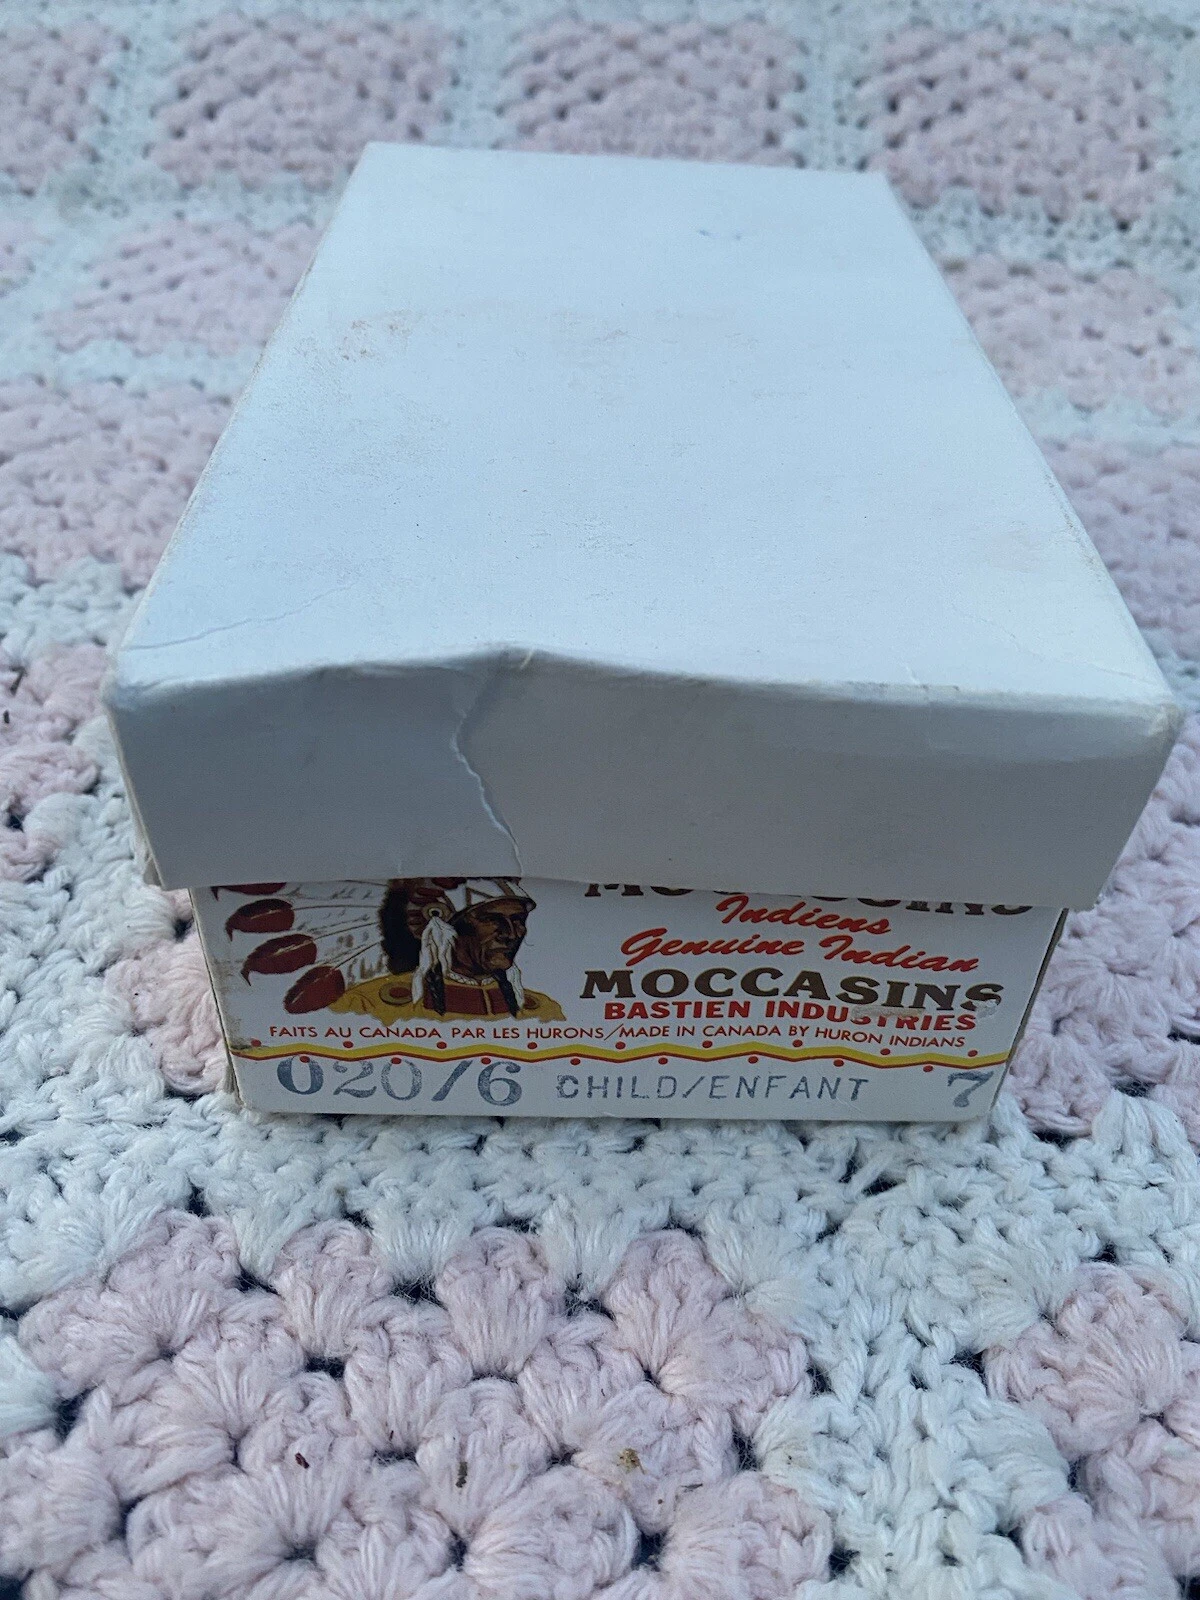 Indiens
Genuine Indian
MOCCASINS
BASTIEN INDUSTRIES
FAITS AU CANADA PAR LES HURONS/MADE IN CANADA BY HURON INDIANS
020/6 CHILD/ENFANT 7